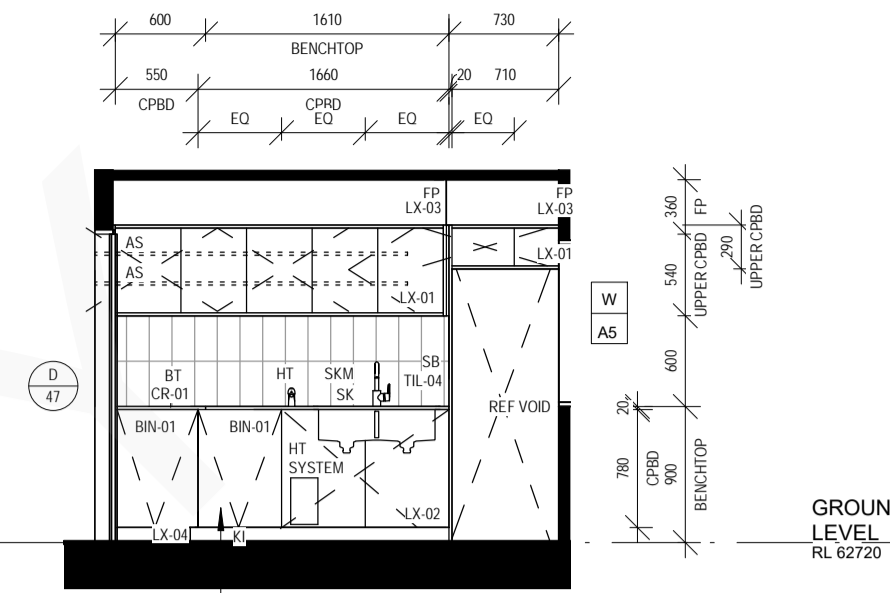 600 1610 730
BENCHTOP
550 1660 20 710
CPBD CPBD
EQ EQ EQ EQ
FP
LX-03
FP
LX-03
AS
AS
LX-01
LX-01
W
A5
D
47
BT
CR-01
HT
SKM
SK
SB
TIL-04
BIN-01
BIN-01
HT
SYSTEM
REF VOID
LX-04
KI
LX-02
360
FP
540
UPPER CPBD
290
UPPER CPBD
600
20
780
CPBD
900
BENCHTOP
GROUN
LEVEL
RL 62720